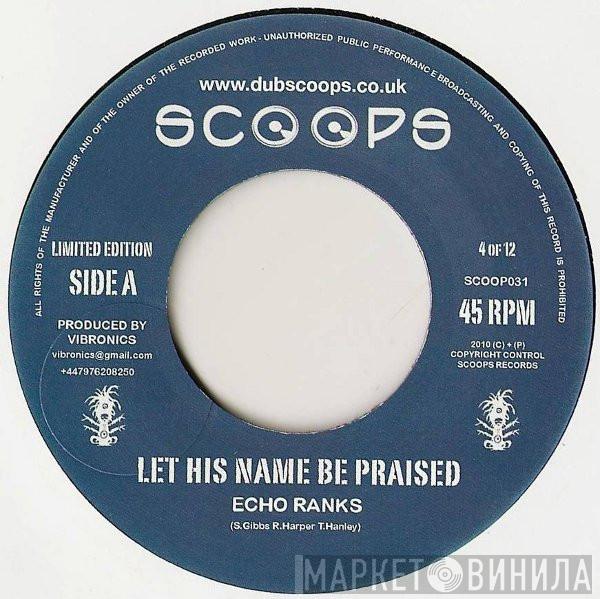 ALL RIGHTS OF THE MANUFACTURER AND OF THE OWNER OF THE RECORDED WORK - UNAUTHORIZED PUBLIC PERFORMANCE BROADCASTING AND COPYING OF THIS RECORD IS PROHIBITED
www.dubscoops.co.uk
SCOOPS
LIMITED EDITION
SIDE A
PRODUCED BY
VIBRONICS
vibronics@gmail.com
+447976208250
4 OF 12
SCOOP031
45 RPM
2010 (C) + (P)
COPYRIGHT CONTROL
SCOOPS RECORDS
LET HIS NAME BE PRAISED
ECHO RANKS
(S.Gibbs R.Harper T.Hanley)
МАРКЕТ ВИНИЛА